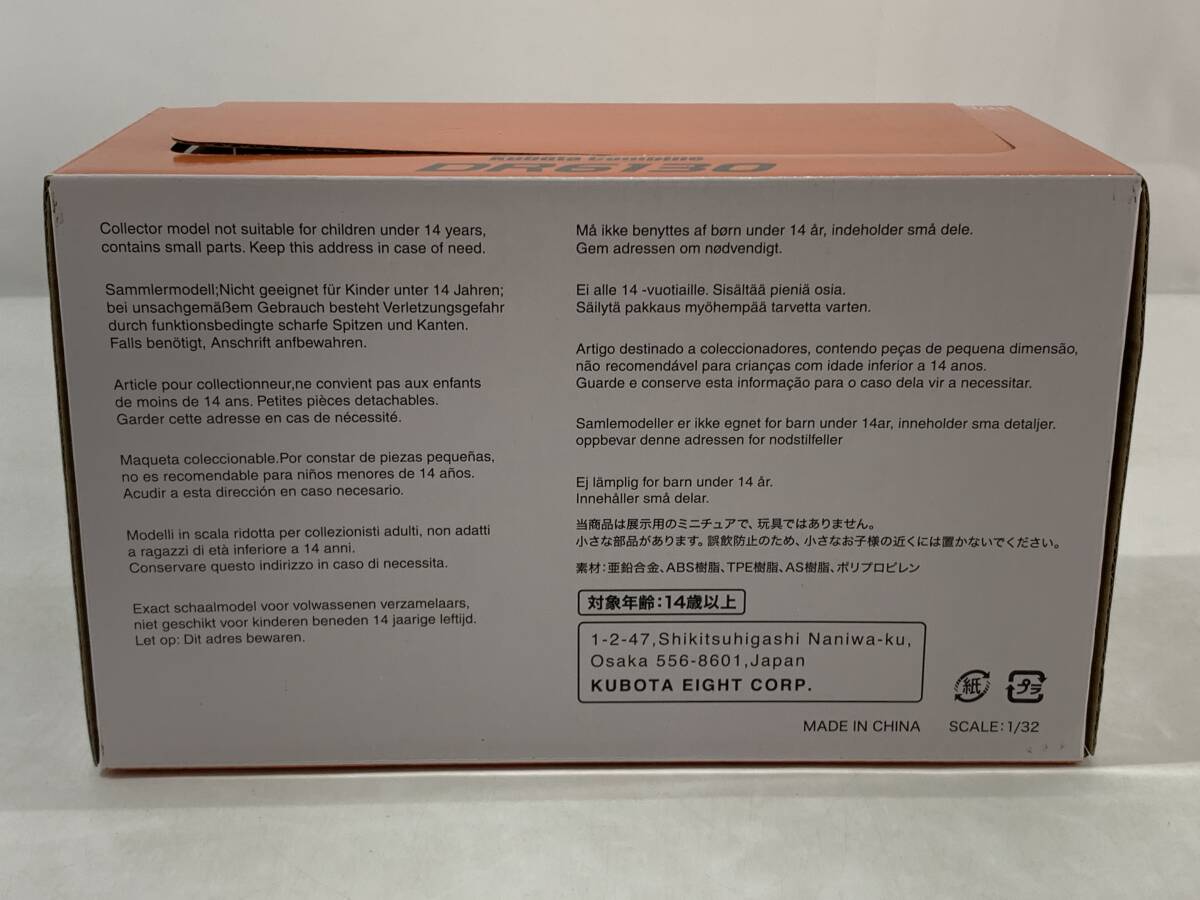 Kubota Combine
DR6130
Collector model not suitable for children under 14 years,
contains small parts. Keep this address in case of need.
Sammlermodell;Nicht geeignet für Kinder unter 14 Jahren;
bei unsachgemäßem Gebrauch besteht Verletzungsgefahr
durch funktionsbedingte scharfe Spitzen und Kanten.
Falls benötigt, Anschrift anfbewahren.
Article pour collectionneur,ne convient pas aux enfants
de moins de 14 ans. Petites pièces detachables.
Garder cette adresse en cas de nécessité.
Maqueta coleccionable.Por constar de piezas pequeñas,
no es recomendable para niños menores de 14 años.
Acudir a esta dirección en caso necesario.
Modelli in scala ridotta per collezionisti adulti, non adatti
a ragazzi di età inferiore a 14 anni.
Conservare questo indirizzo in caso di necessita.
Exact schaalmodel voor volwassenen verzamelaars,
niet geschikt voor kinderen beneden 14 jaarige leftijd.
Let op: Dit adres bewaren.
Må ikke benyttes af børn under 14 år, indeholder små dele.
Gem adressen om nødvendigt.
Ei alle 14 -vuotiaille. Sisältää pieniä osia.
Säilytä pakkaus myöhempää tarvetta varten.
Artigo destinado a coleccionadores, contendo peças de pequena dimensão,
não recomendável para crianças com idade inferior a 14 anos.
Guarde e conserve esta informação para o caso dela vir a necessitar.
Samlemodeller er ikke egnet for barn under 14ar, inneholder sma detaljer.
oppbevar denne adressen for nodstilfeller
Ej lämplig for barn under 14 år.
Innehåller små delar.
当商品は展示用のミニチュアで、玩具ではありません。
小さな部品があります。誤飲防止のため、小さなお子様の近くには置かないでください。
素材:亜鉛合金、ABS樹脂、TPE樹脂、AS樹脂、ポリプロピレン
対象年齢:14歳以上
1-2-47,Shikitsuhigashi Naniwa-ku,
Osaka 556-8601,Japan
KUBOTA EIGHT CORP.
紙 プラ
MADE IN CHINA SCALE:1/32